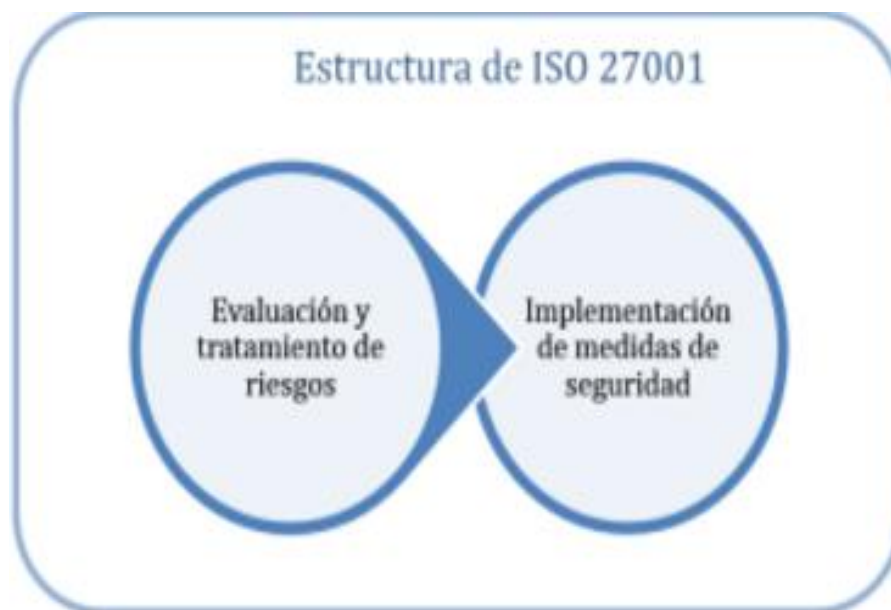 Estructura de ISO 27001
Evaluación y
tratamiento de
riesgos
Implementación
de medidas de
seguridad